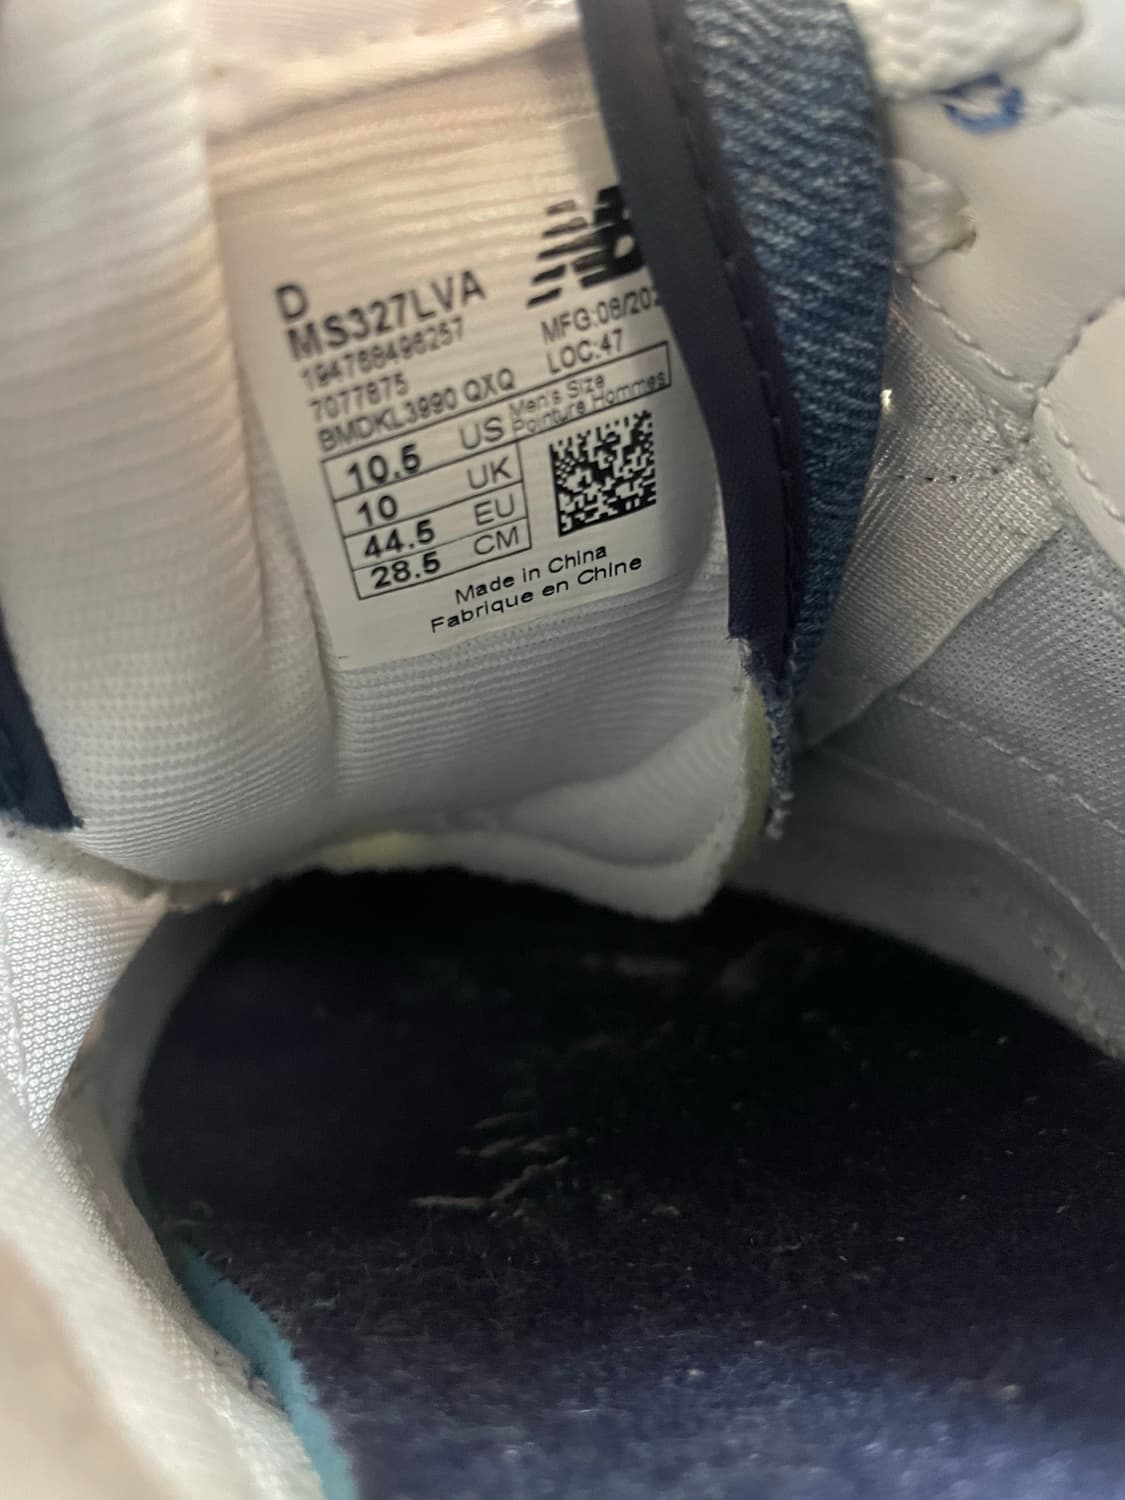 D
MS327LVA
194768498257
7077875
BMDKL3990 QXQ
MFG:08/202
LOC:47
Men's Size
Pointure Hommes
10.5 US
10 UK
44.5 EU
28.5 CM
Made in China
Fabrique en Chine